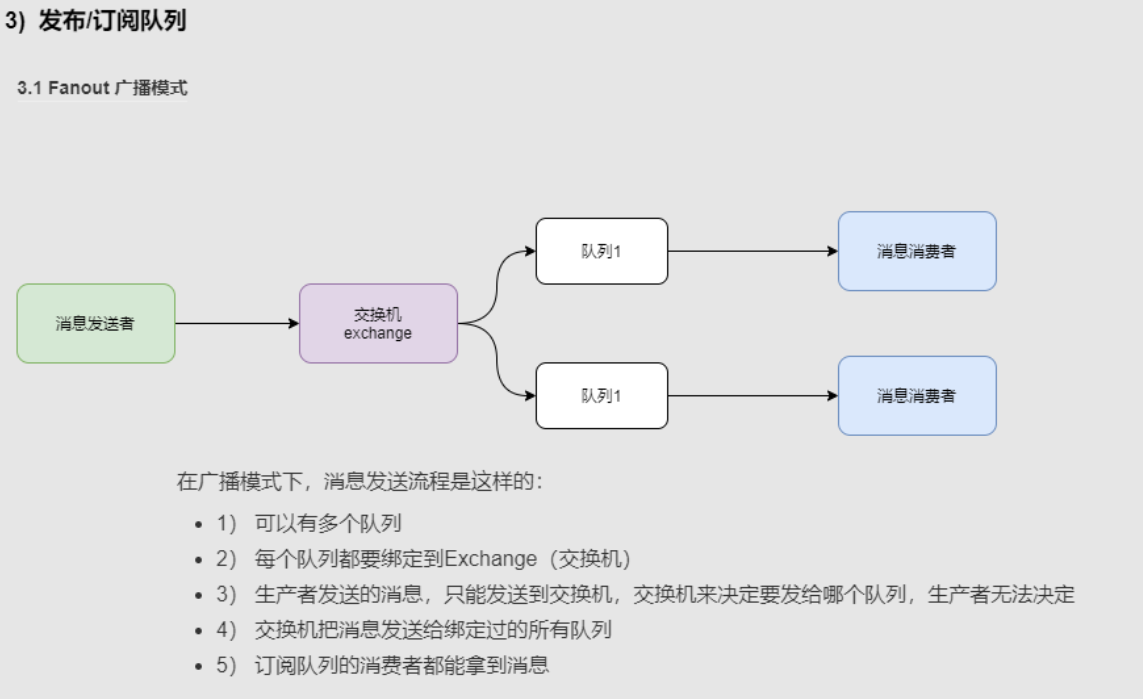 3）发布/订阅队列
3.1 Fanout 广播模式
消息发送者
交换机
exchange
队列1
消息消费者
队列1
消息消费者
在广播模式下，消息发送流程是这样的：
• 1） 可以有多个队列
• 2） 每个队列都要绑定到Exchange（交换机）
• 3） 生产者发送的消息，只能发送到交换机，交换机来决定要发给哪个队列，生产者无法决定
• 4） 交换机把消息发送给绑定过的所有队列
• 5） 订阅队列的消费者都能拿到消息